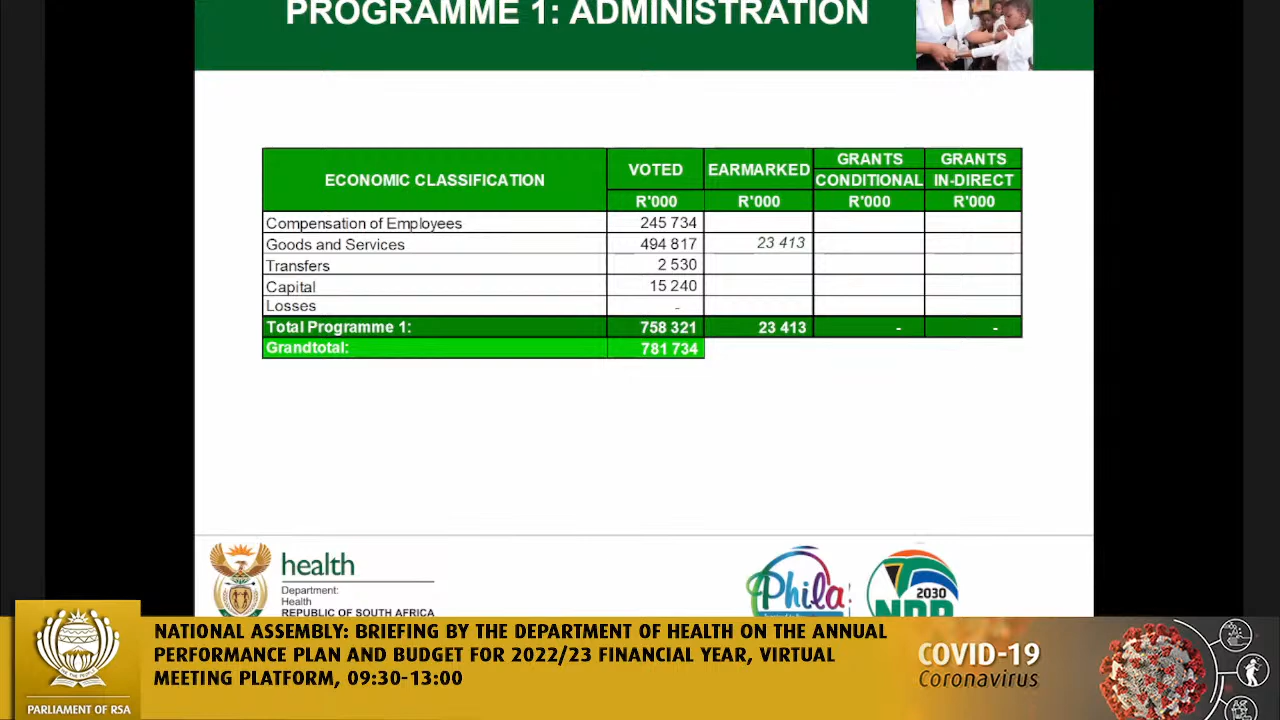 PROGRAMME 1: ADMINISTRATION
ECONOMIC CLASSIFICATION VOTED EARMARKED GRANTS CONDITIONAL GRANTS IN-DIRECT
R'000 R'000 R'000 R'000
Compensation of Employees 245 734
Goods and Services 494 817 23 413
Transfers 2 530
Capital 15 240
Losses -
Total Programme 1: 758 321 23 413 - -
Grandtotal: 781 734
health
Department:
Health
REPUBLIC OF SOUTH AFRICA
Phila
2030
NDP
NATIONAL ASSEMBLY: BRIEFING BY THE DEPARTMENT OF HEALTH ON THE ANNUAL
PERFORMANCE PLAN AND BUDGET FOR 2022/23 FINANCIAL YEAR, VIRTUAL
MEETING PLATFORM, 09:30-13:00
PARLIAMENT OF RSA
COVID-19
Coronavirus